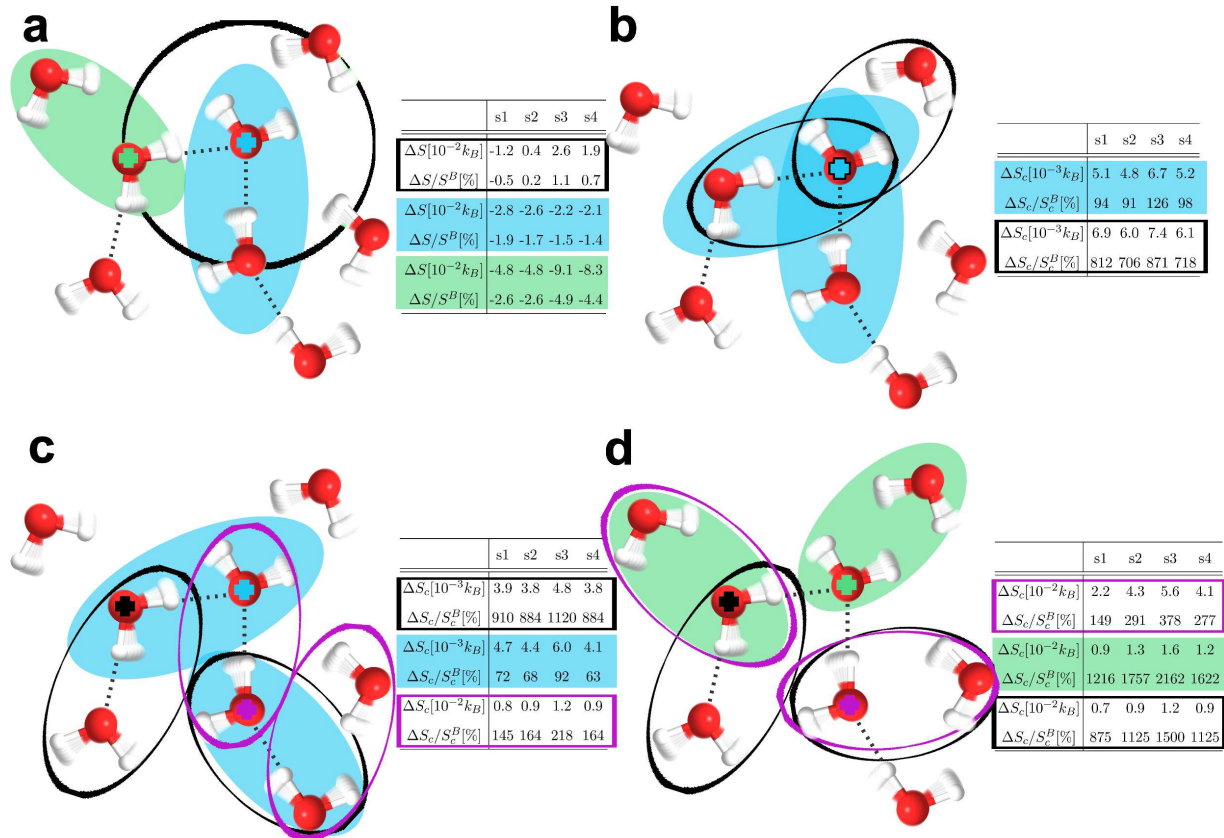 a
s1 s2 s3 s4
ΔS[10⁻²k_B] -1.2 0.4 2.6 1.9
ΔS/S^B[%] -0.5 0.2 1.1 0.7
ΔS[10⁻²k_B] -2.8 -2.6 -2.2 -2.1
ΔS/S^B[%] -1.9 -1.7 -1.5 -1.4
ΔS[10⁻²k_B] -4.8 -4.8 -9.1 -8.3
ΔS/S^B[%] -2.6 -2.6 -4.9 -4.4
b
s1 s2 s3 s4
ΔS_c[10⁻³k_B] 5.1 4.8 6.7 5.2
ΔS_c/S_c^B[%] 94 91 126 98
ΔS_c[10⁻³k_B] 6.9 6.0 7.4 6.1
ΔS_c/S_c^B[%] 812 706 871 718
c
s1 s2 s3 s4
ΔS_c[10⁻³k_B] 3.9 3.8 4.8 3.8
ΔS_c/S_c^B[%] 910 884 1120 884
ΔS_c[10⁻³k_B] 4.7 4.4 6.0 4.1
ΔS_c/S_c^B[%] 72 68 92 63
ΔS_c[10⁻²k_B] 0.8 0.9 1.2 0.9
ΔS_c/S_c^B[%] 145 164 218 164
d
s1 s2 s3 s4
ΔS_c[10⁻²k_B] 2.2 4.3 5.6 4.1
ΔS_c/S_c^B[%] 149 291 378 277
ΔS_c[10⁻²k_B] 0.9 1.3 1.6 1.2
ΔS_c/S_c^B[%] 1216 1757 2162 1622
ΔS_c[10⁻²k_B] 0.7 0.9 1.2 0.9
ΔS_c/S_c^B[%] 875 1125 1500 1125